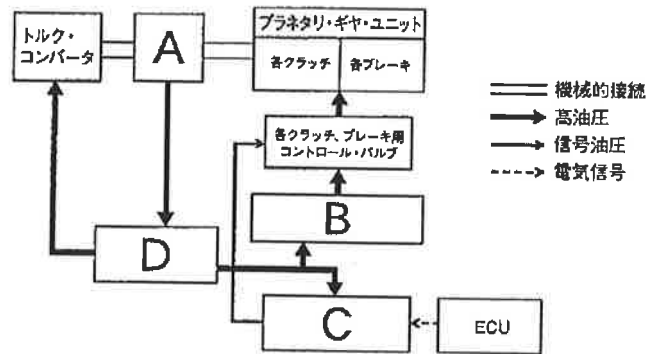 プラネタリ・ギヤ・ユニット
トルク・
コンバータ
A
各クラッチ
各ブレーキ
機械的接続
高油圧
信号油圧
電気信号
各クラッチ、ブレーキ用
コントロール・バルブ
B
D
C
ECU